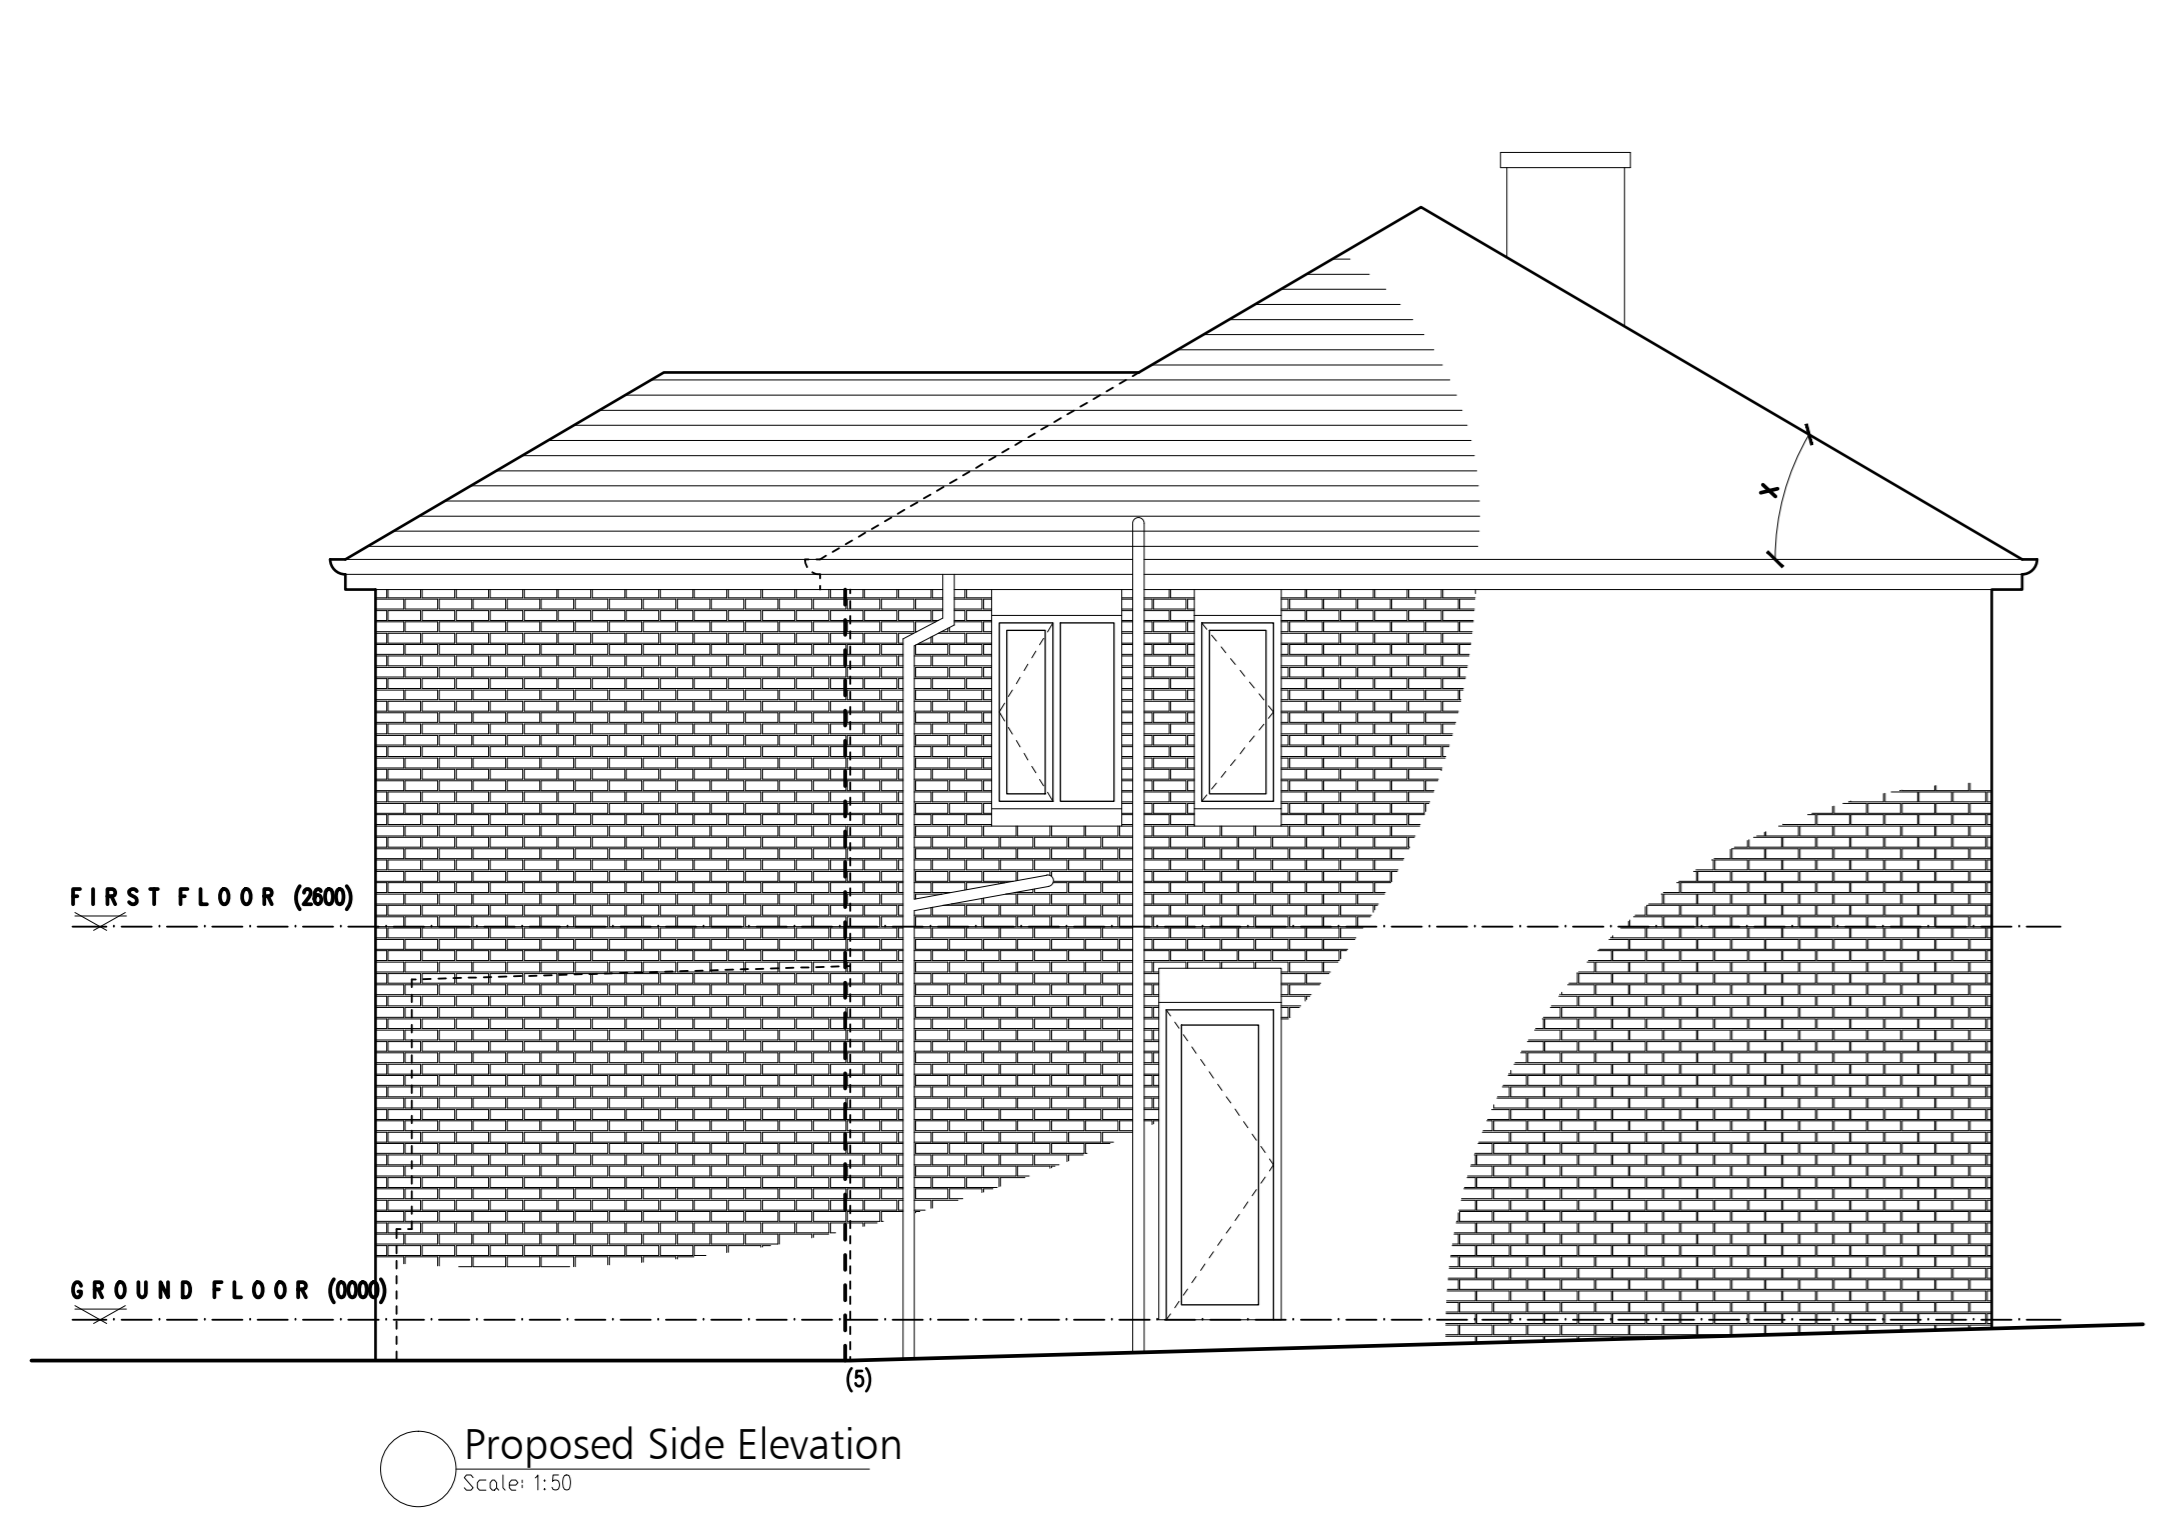 x
FIRST FLOOR (2600)
GROUND FLOOR (0000)
(5)
Proposed Side Elevation
Scale: 1:50